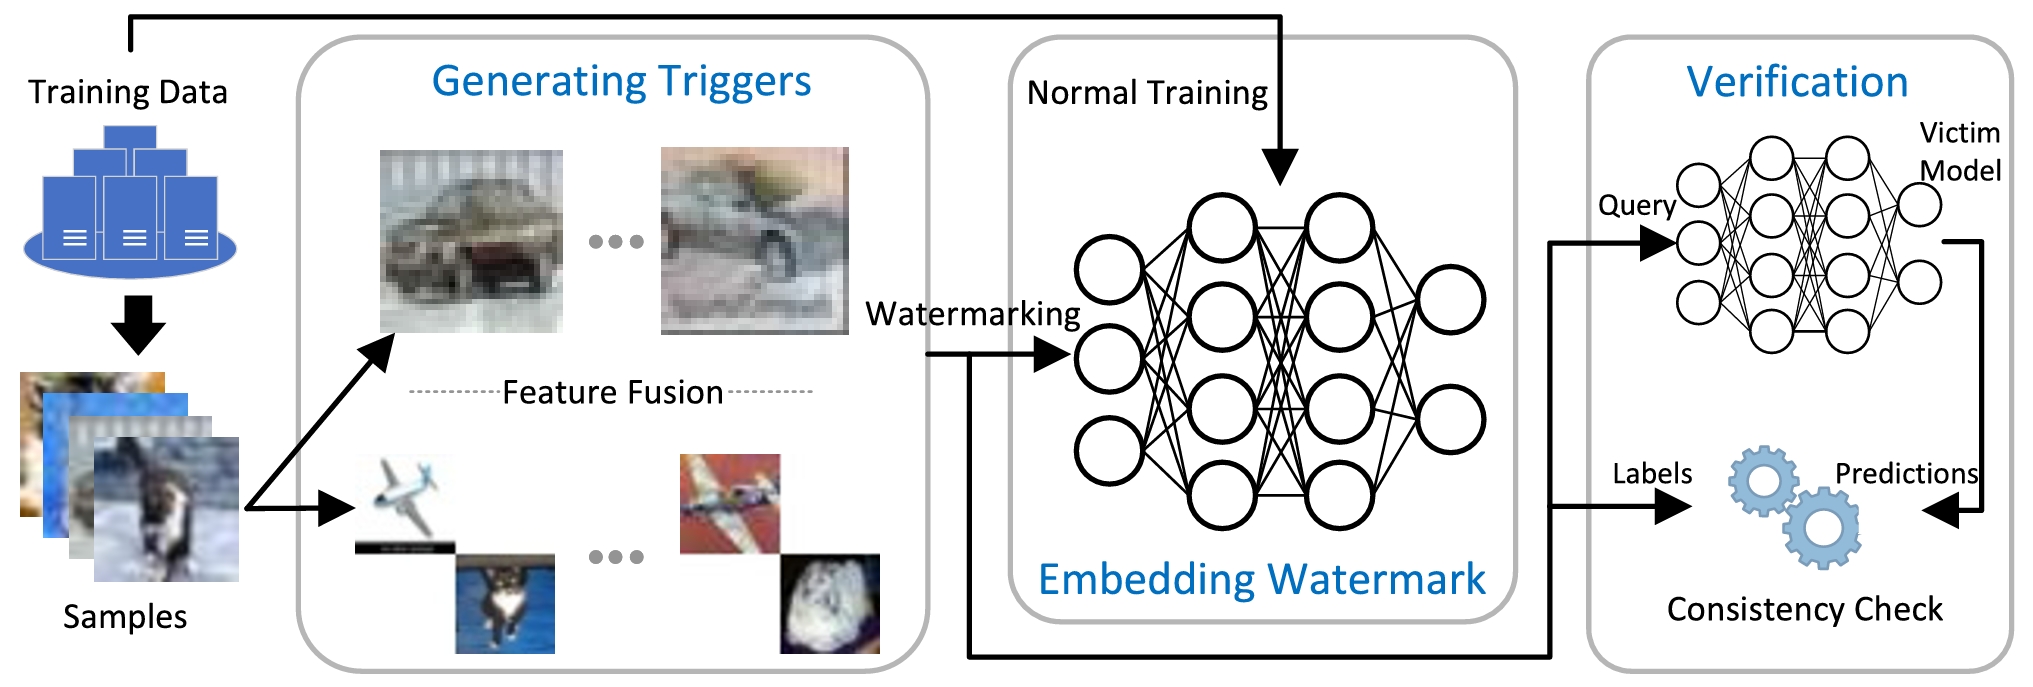 Training Data
Samples
Generating Triggers
Feature Fusion
Watermarking
Normal Training
Embedding Watermark
Verification
Victim
Model
Query
Labels
Predictions
Consistency Check